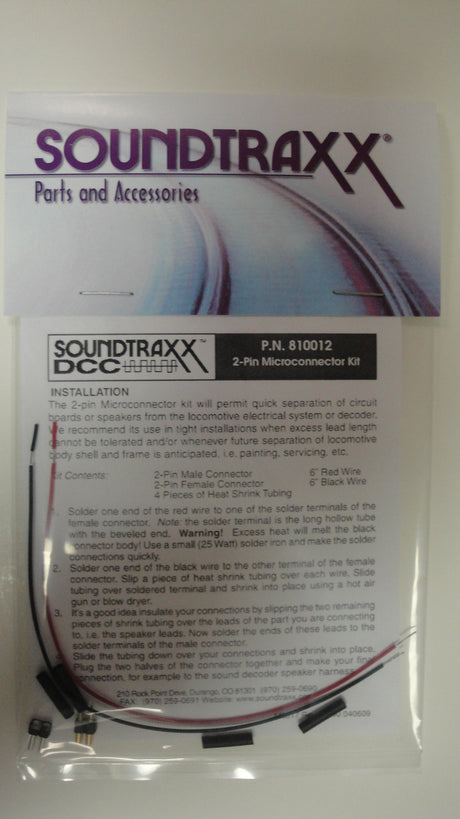 SOUNDTRAXX®
Parts and Accessories
SOUNDTRAXX™
DCC
P.N. 810012
2-Pin Microconnector Kit
INSTALLATION
The 2-pin Microconnector kit will permit quick separation of circuit
boards or speakers from the locomotive electrical system or decoder.
We recommend its use in tight installations when excess lead length
cannot be tolerated and/or whenever future separation of locomotive
body shell and frame is anticipated, i.e. painting, servicing, etc.
Kit Contents: 2-Pin Male Connector 6" Red Wire
2-Pin Female Connector 6" Black Wire
4 Pieces of Heat Shrink Tubing
1. Solder one end of the red wire to one of the solder terminals of the
female connector. Note: the solder terminal is the long hollow tube
with the beveled end. Warning! Excess heat will melt the black
connector body! Use a small (25 Watt) solder iron and make the solder
connections quickly.
2. Solder one end of the black wire to the other terminal of the female
connector. Slip a piece of heat shrink tubing over each wire. Slide
tubing over soldered terminal and shrink into place using a hot air
gun or blow dryer.
3. It's a good idea insulate your connections by slipping the two remaining
pieces of shrink tubing over the leads of the part you are connecting
to, i.e. the speaker leads. Now solder the ends of these leads to the
solder terminals of the male connector.
Slide the tubing down over your connections and shrink into place.
Plug the two halves of the connector together and make your final
connection, for example to the sound decoder speaker harness.
210 Rock Point Drive, Durango, CO 81301 (970) 259-0690
FAX: (970) 259-0691 Website: www.soundtraxx.com
040609